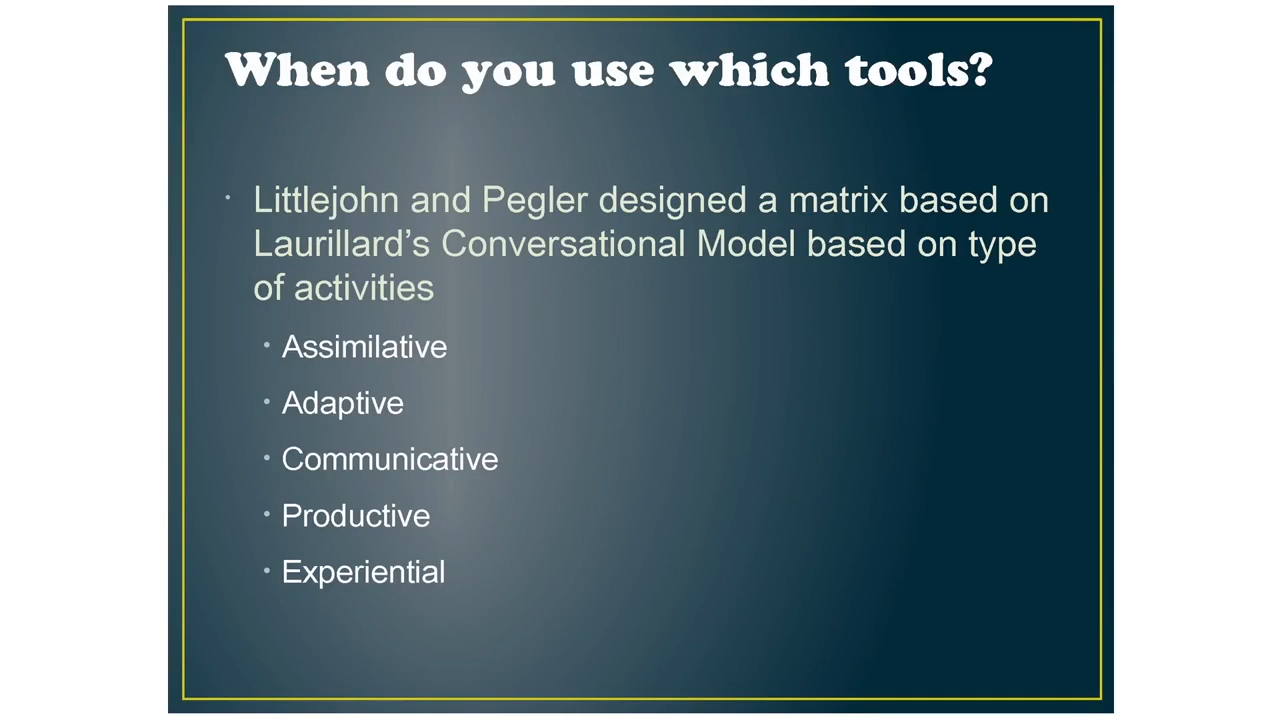 When do you use which tools?
· Littlejohn and Pegler designed a matrix based on
Laurillard’s Conversational Model based on type
of activities
• Assimilative
• Adaptive
• Communicative
• Productive
• Experiential